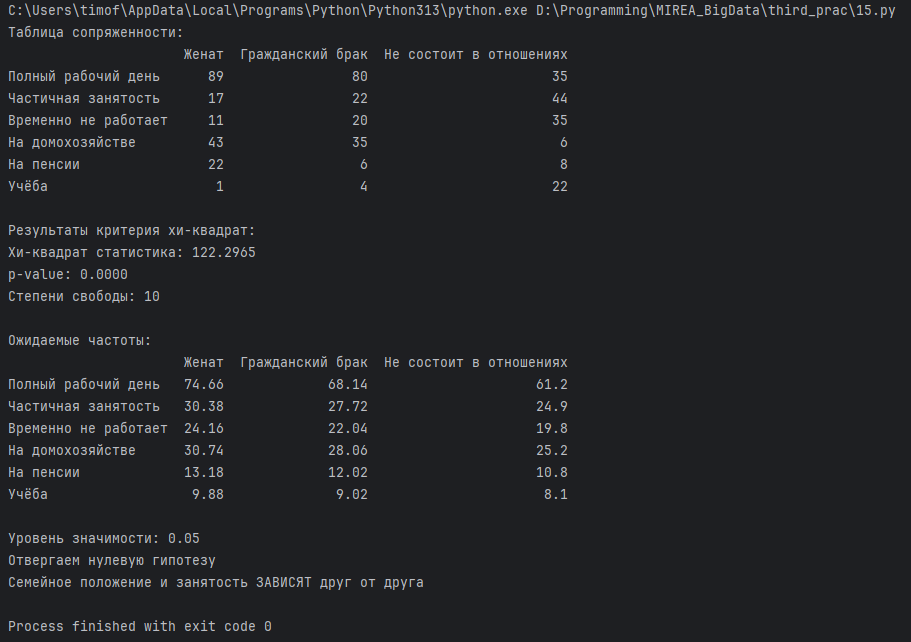 C:\Users\timof\AppData\Local\Programs\Python\Python313\python.exe D:\Programming\MIREA_BigData\third_prac\15.py
Таблица сопряженности:
Женат Гражданский брак Не состоит в отношениях
Полный рабочий день 89 80 35
Частичная занятость 17 22 44
Временно не работает 11 20 35
На домохозяйстве 43 35 6
На пенсии 22 6 8
Учёба 1 4 22
Результаты критерия хи-квадрат:
Хи-квадрат статистика: 122.2965
p-value: 0.0000
Степени свободы: 10
Ожидаемые частоты:
Женат Гражданский брак Не состоит в отношениях
Полный рабочий день 74.66 68.14 61.2
Частичная занятость 30.38 27.72 24.9
Временно не работает 24.16 22.04 19.8
На домохозяйстве 30.74 28.06 25.2
На пенсии 13.18 12.02 10.8
Учёба 9.88 9.02 8.1
Уровень значимости: 0.05
Отвергаем нулевую гипотезу
Семейное положение и занятость ЗАВИСЯТ друг от друга
Process finished with exit code 0